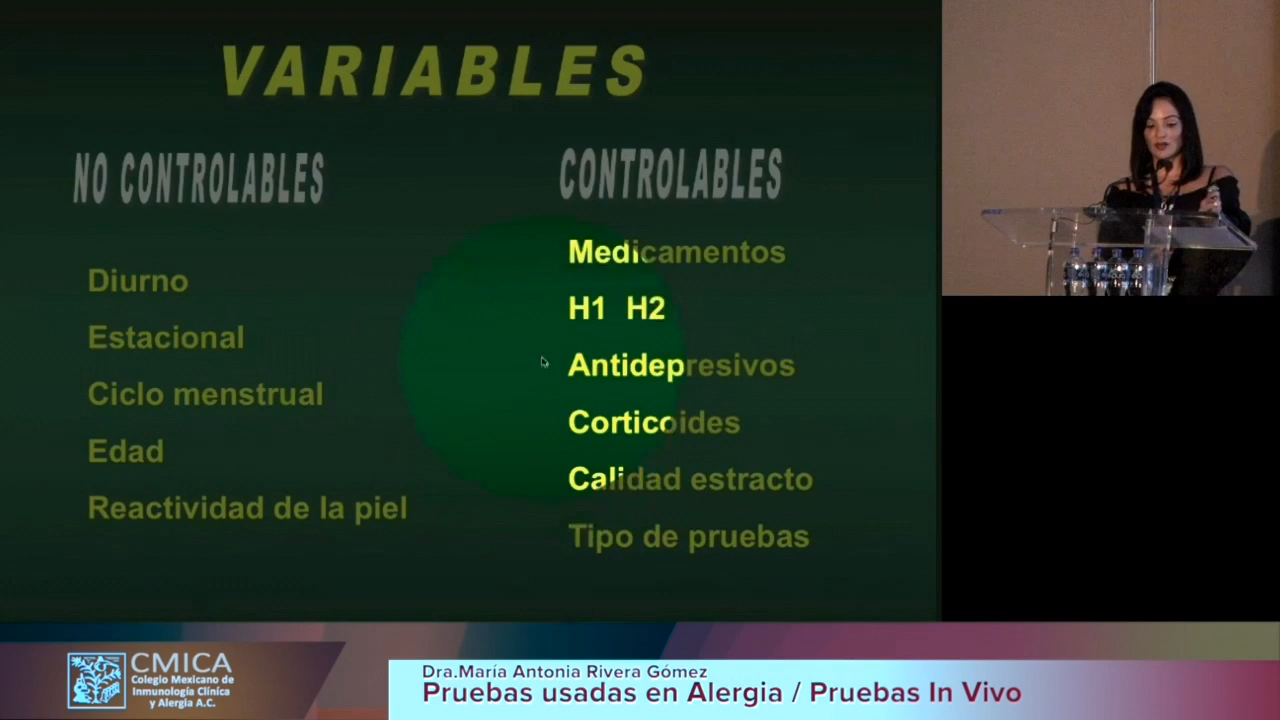 VARIABLES
NO CONTROLABLES
Diurno
Estacional
Ciclo menstrual
Edad
Reactividad de la piel
CONTROLABLES
Medicamentos
H1 H2
Antidepresivos
Corticoides
Calidad estracto
Tipo de pruebas
CMICA
Colegio Mexicano de
Inmunología Clínica
y Alergia A.C.
Dra.María Antonia Rivera Gómez
Pruebas usadas en Alergia / Pruebas In Vivo